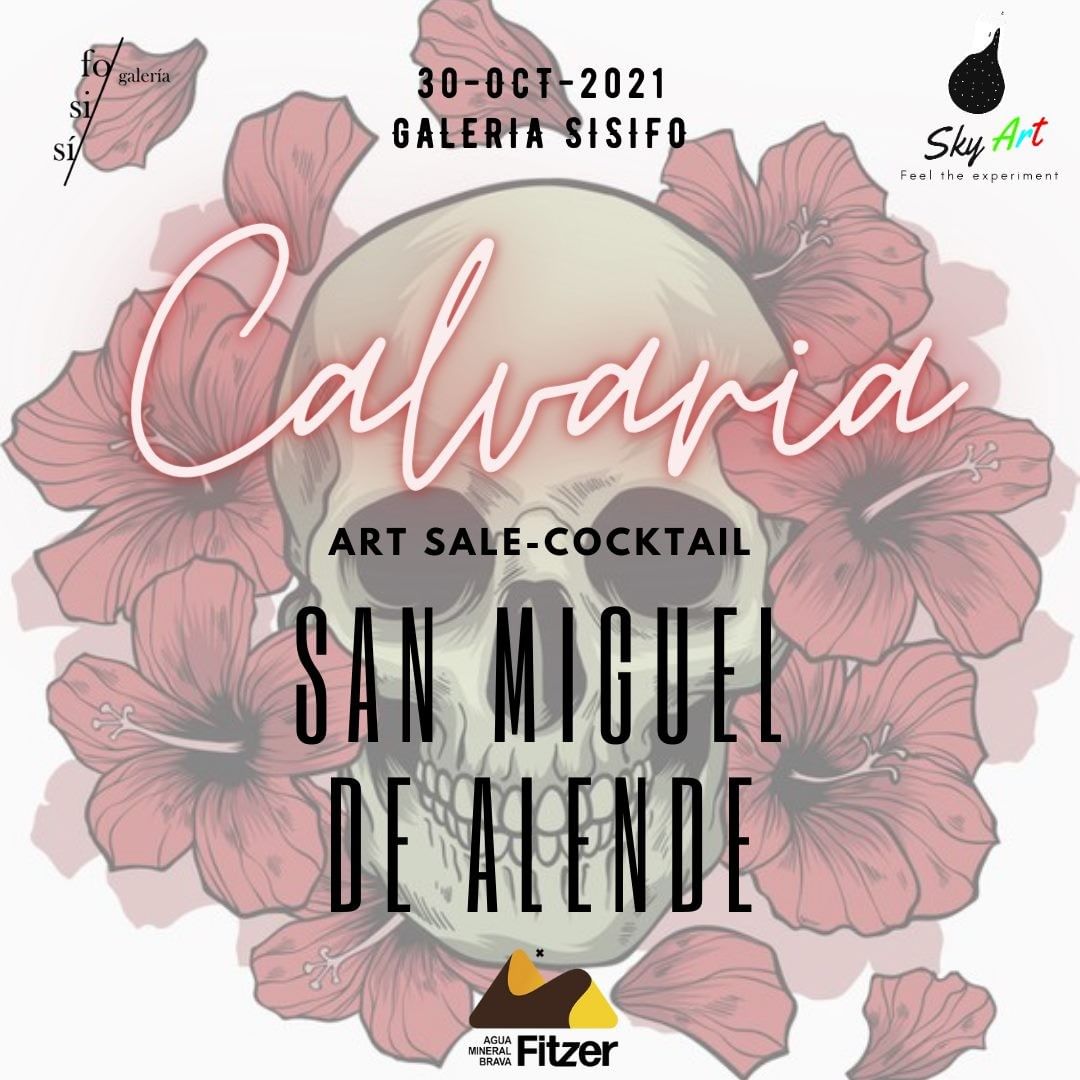 fo
galería
si
sí
30-OCT-2021
GALERIA SISIFO
Sky Art
Feel the experiment
Calvaria
ART SALE-COCKTAIL
SAN MIGUEL
DE ALENDE
AGUA
MINERAL
BRAVA
Fitzer